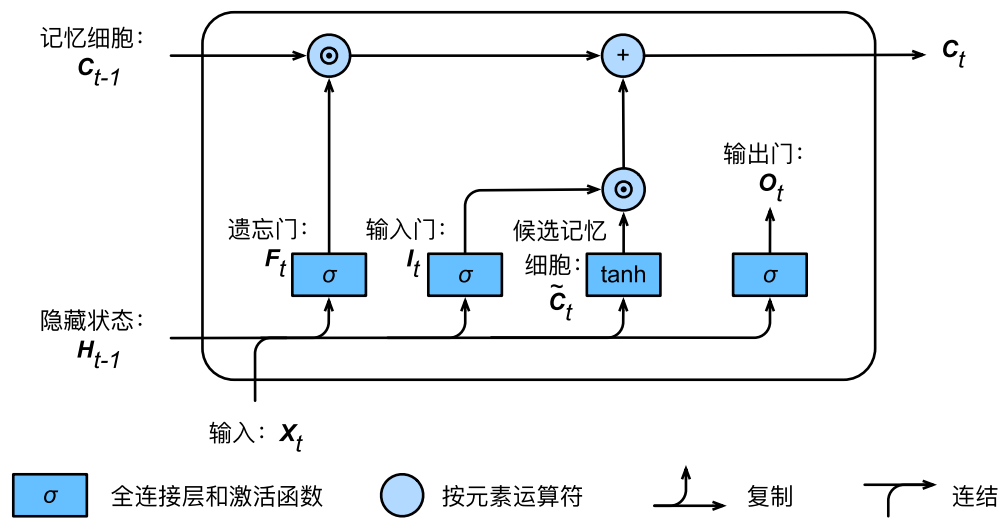 记忆细胞：
C_{t-1}
⊙
+
C_t
输出门：
O_t
⊙
遗忘门：
F_t
输入门：
I_t
候选记忆
细胞：
C̃_t
σ
σ
tanh
σ
隐藏状态：
H_{t-1}
输入：X_t
σ 全连接层和激活函数
按元素运算符
复制
连结